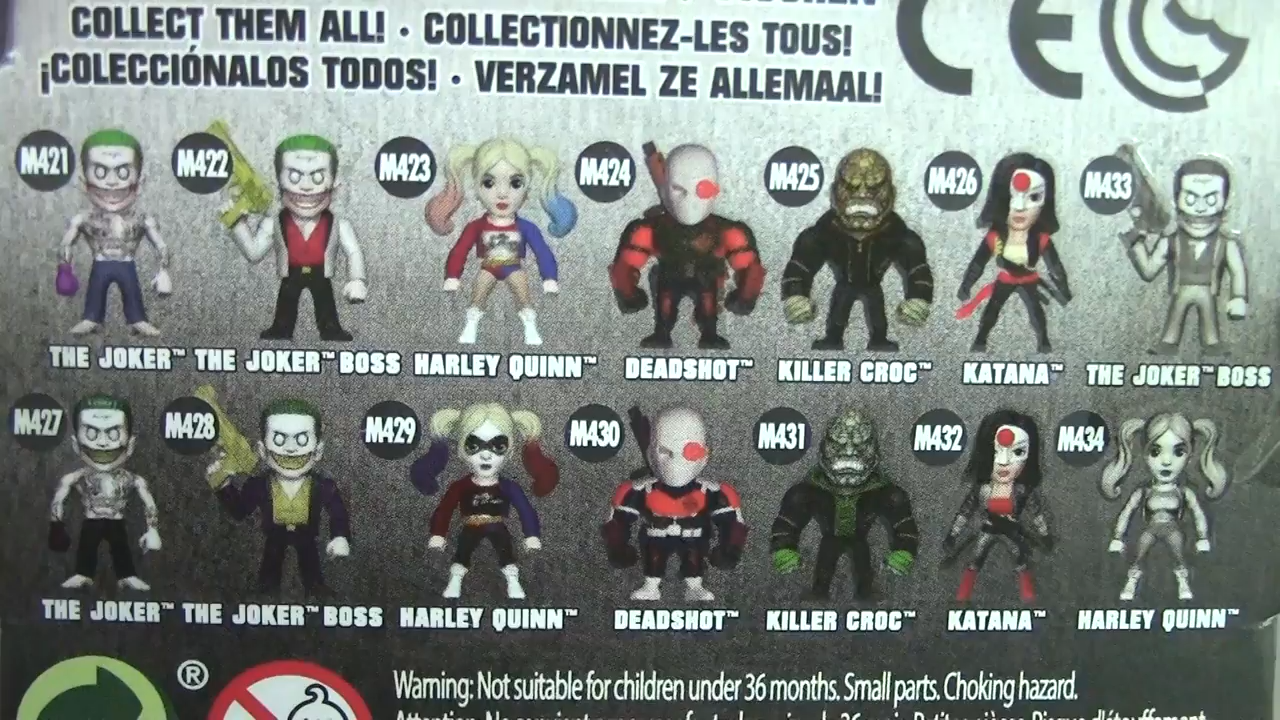 COLLECT THEM ALL! • COLLECTIONNEZ-LES TOUS!
¡COLECCIÓNALOS TODOS! • VERZAMEL ZE ALLEMAAL!
CE
M421 M422 M423 M424 M425 M426 M433
THE JOKER™ THE JOKER™ BOSS HARLEY QUINN™ DEADSHOT™ KILLER CROC™ KATANA™ THE JOKER™ BOSS
M427 M428 M429 M430 M431 M432 M434
THE JOKER™ THE JOKER™ BOSS HARLEY QUINN™ DEADSHOT™ KILLER CROC™ KATANA™ HARLEY QUINN™
®
Warning: Not suitable for children under 36 months. Small parts. Choking hazard.